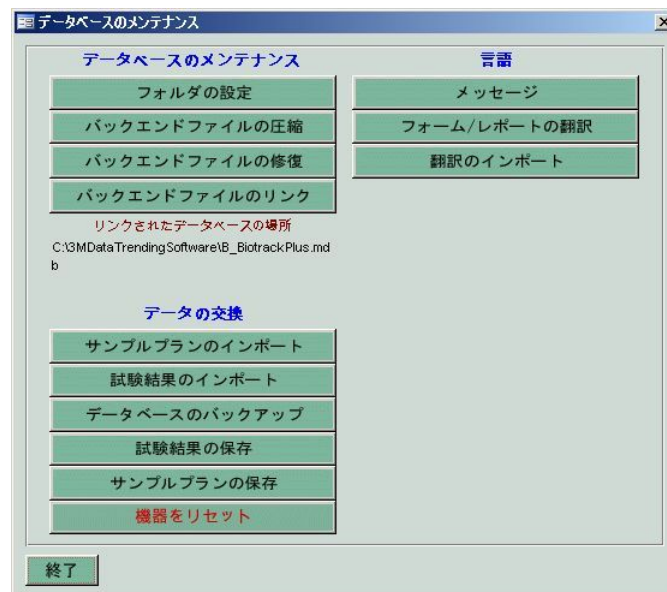 データベースのメンテナンス
データベースのメンテナンス
フォルダの設定
バックエンドファイルの圧縮
バックエンドファイルの修復
バックエンドファイルのリンク
リンクされたデータベースの場所
C:\3MDataTrendingSoftware\B_BiotrackPlus.md
b
データの交換
サンプルプランのインポート
試験結果のインポート
データベースのバックアップ
試験結果の保存
サンプルプランの保存
機器をリセット
言語
メッセージ
フォーム/レポートの翻訳
翻訳のインポート
終了